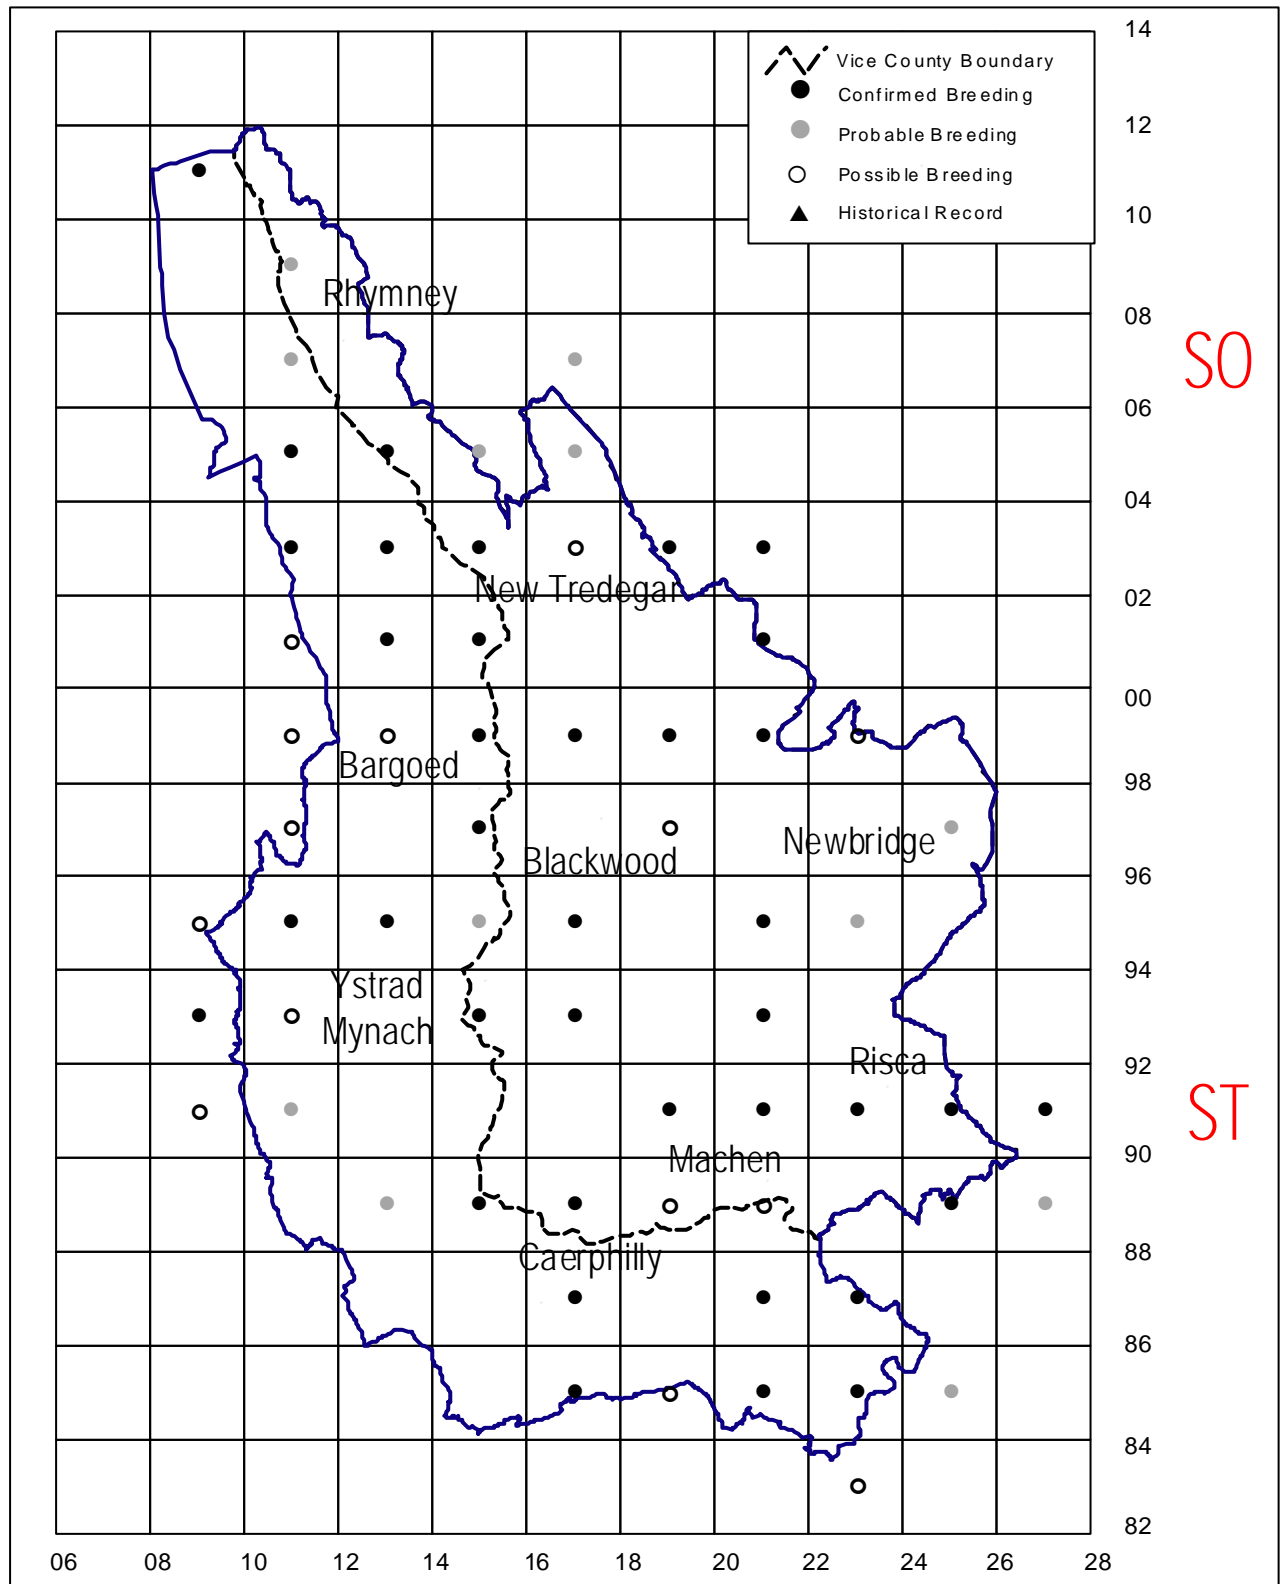 14
Vice County Boundary
Confirmed Breeding
Probable Breeding
Possible Breeding
Historical Record
12
10
Rhymney
08
SO
06
04
New Tredegar
02
00
Bargoed
98
Newbridge
Blackwood
96
94
Ystrad
Mynach
Risca
92
ST
Machen
90
Caerphilly
88
86
84
82
06 08 10 12 14 16 18 20 22 24 26 28